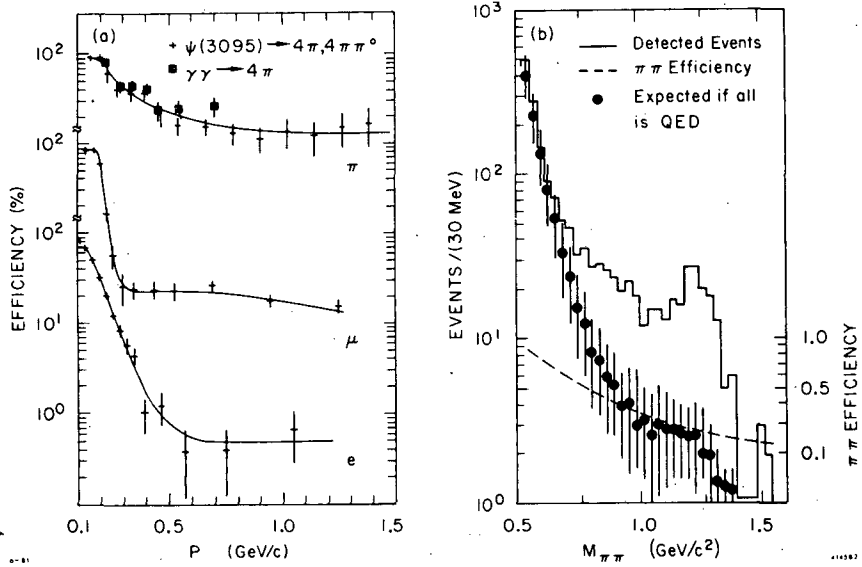 (a)
ψ(3095) → 4π, 4ππ°
γγ → 4π
10²
10²
10²
10¹
10⁰
EFFICIENCY (%)
π
μ
e
0.1 0.5 1.0 1.5
P (GeV/c)
(b)
Detected Events
ππ Efficiency
Expected if all
is QED
10³
10²
10¹
10⁰
EVENTS/(30 MeV)
1.0
0.5
0.1
ππ EFFICIENCY
0.5 1.0 1.5
Mππ (GeV/c²)